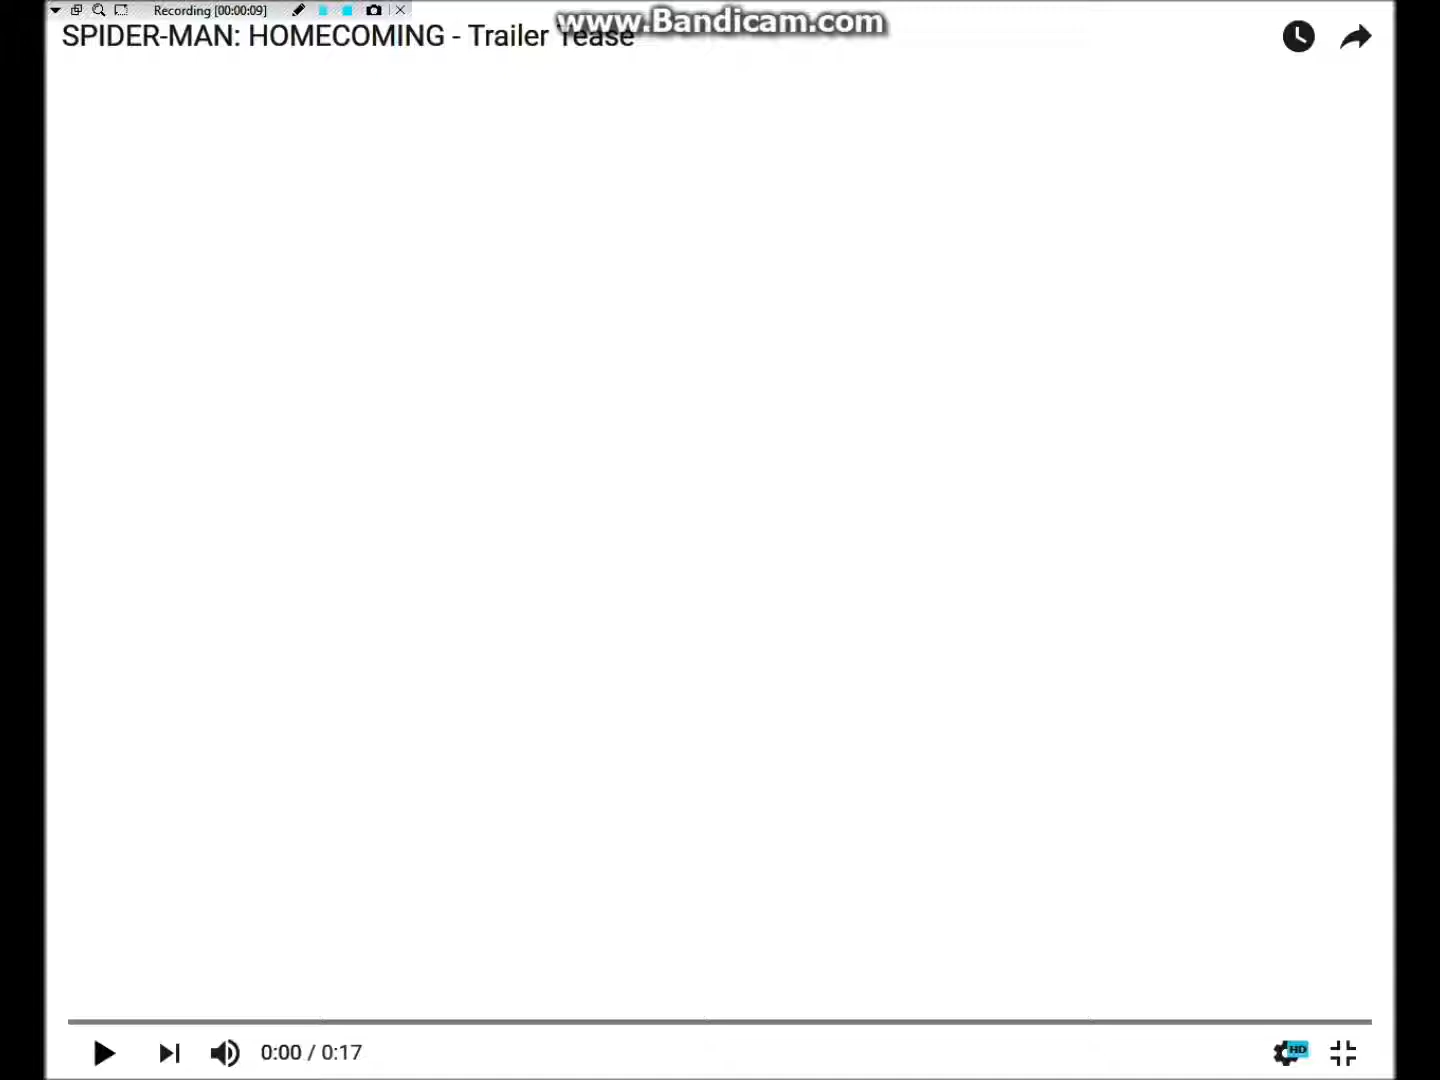 Recording [00:00:09]
www.Bandicam.com
SPIDER-MAN: HOMECOMING - Trailer Tease
0:00 / 0:17
HD